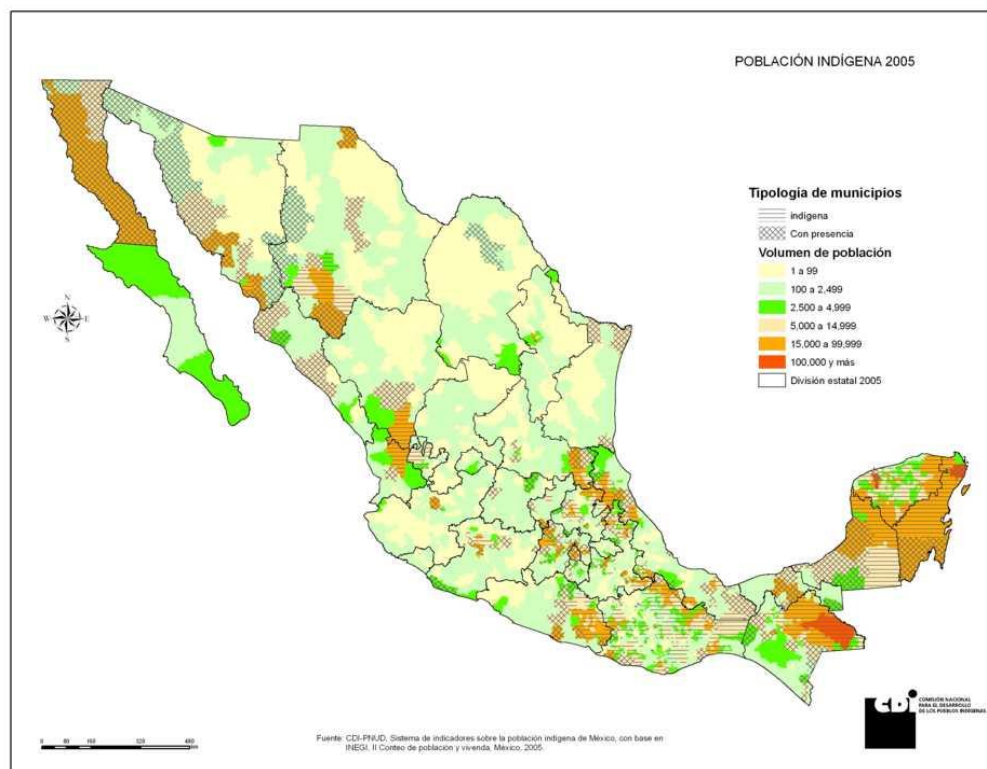 POBLACIÓN INDÍGENA 2005
Tipología de municipios
indígena
Con presencia
Volumen de población
1 a 99
100 a 2,499
2,500 a 4,999
5,000 a 14,999
15,000 a 99,999
100,000 y más
División estatal 2005
N
W E
S
CDI
COMISIÓN NACIONAL
PARA EL DESARROLLO
DE LOS PUEBLOS INDÍGENAS
Fuente: CDI-PNUD, Sistema de indicadores sobre la población indígena de México, con base en
INEGI, II Conteo de población y vivienda, México, 2005.